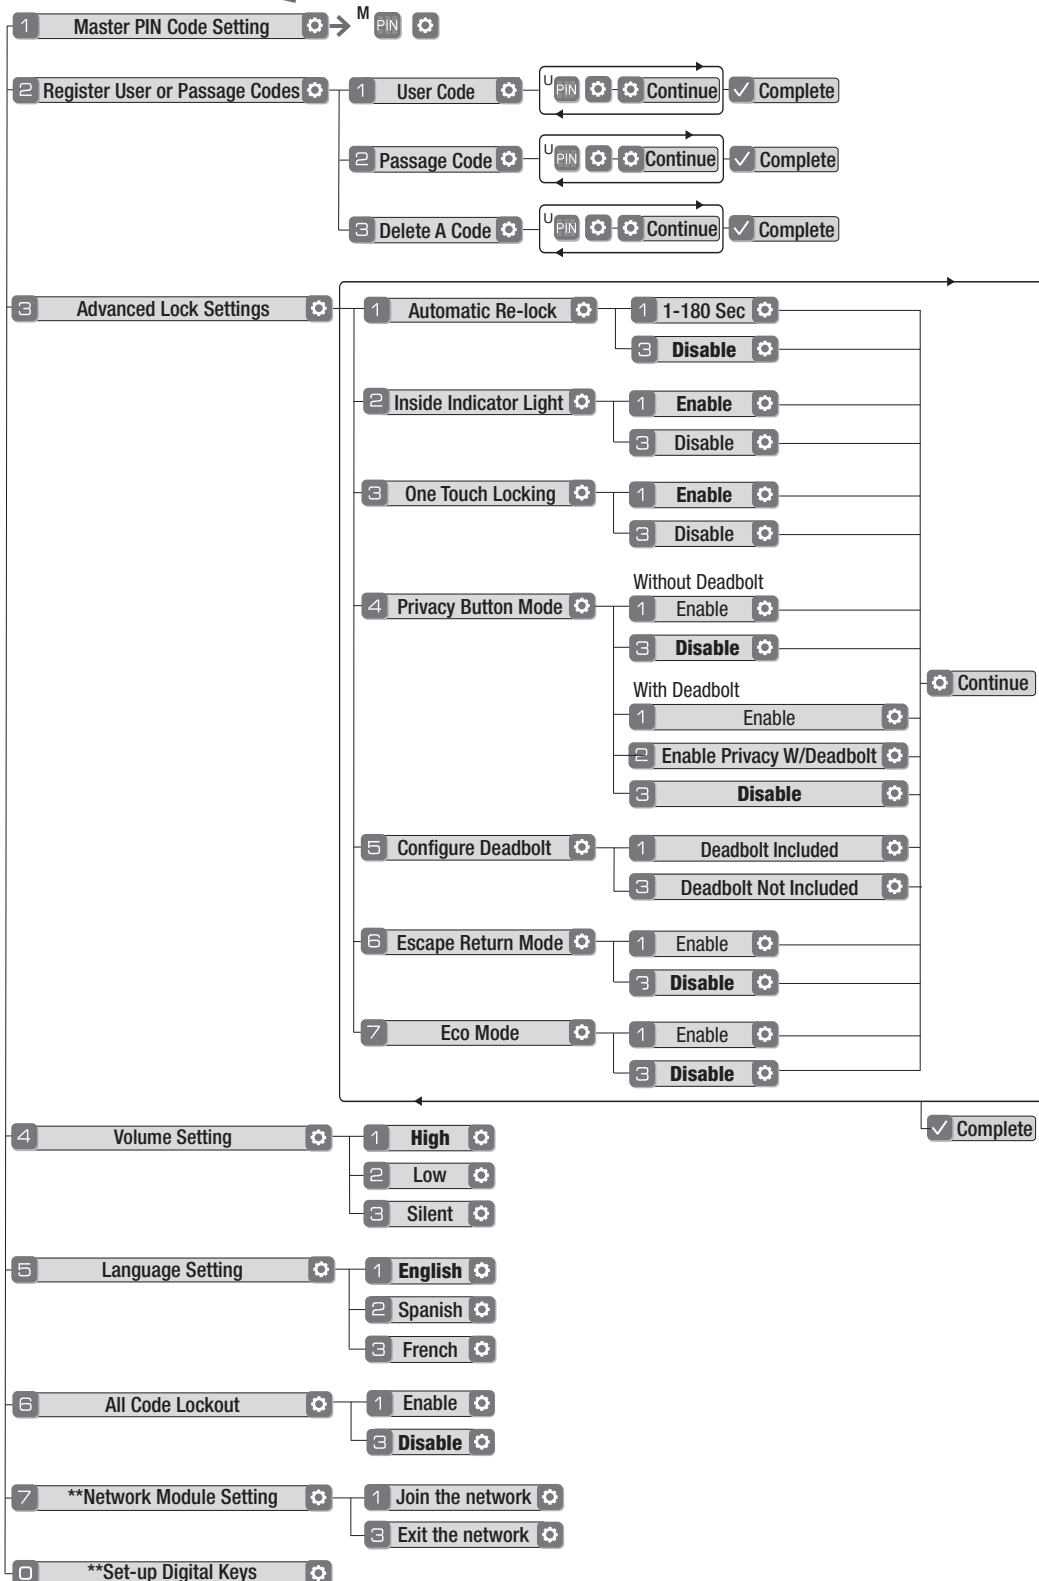 1 Master PIN Code Setting M PIN
2 Register User or Passage Codes 1 User Code U PIN Continue Complete
2 Passage Code U PIN Continue Complete
3 Delete A Code U PIN Continue Complete
3 Advanced Lock Settings 1 Automatic Re-lock 1 1-180 Sec
3 Disable
2 Inside Indicator Light 1 Enable
3 Disable
3 One Touch Locking 1 Enable
3 Disable
Without Deadbolt
4 Privacy Button Mode 1 Enable
3 Disable
With Deadbolt
Continue
1 Enable
2 Enable Privacy W/Deadbolt
3 Disable
5 Configure Deadbolt 1 Deadbolt Included
3 Deadbolt Not Included
6 Escape Return Mode 1 Enable
3 Disable
7 Eco Mode 1 Enable
3 Disable
Complete
4 Volume Setting 1 High
2 Low
3 Silent
5 Language Setting 1 English
2 Spanish
3 French
6 All Code Lockout 1 Enable
3 Disable
7 **Network Module Setting 1 Join the network
3 Exit the network
0 **Set-up Digital Keys